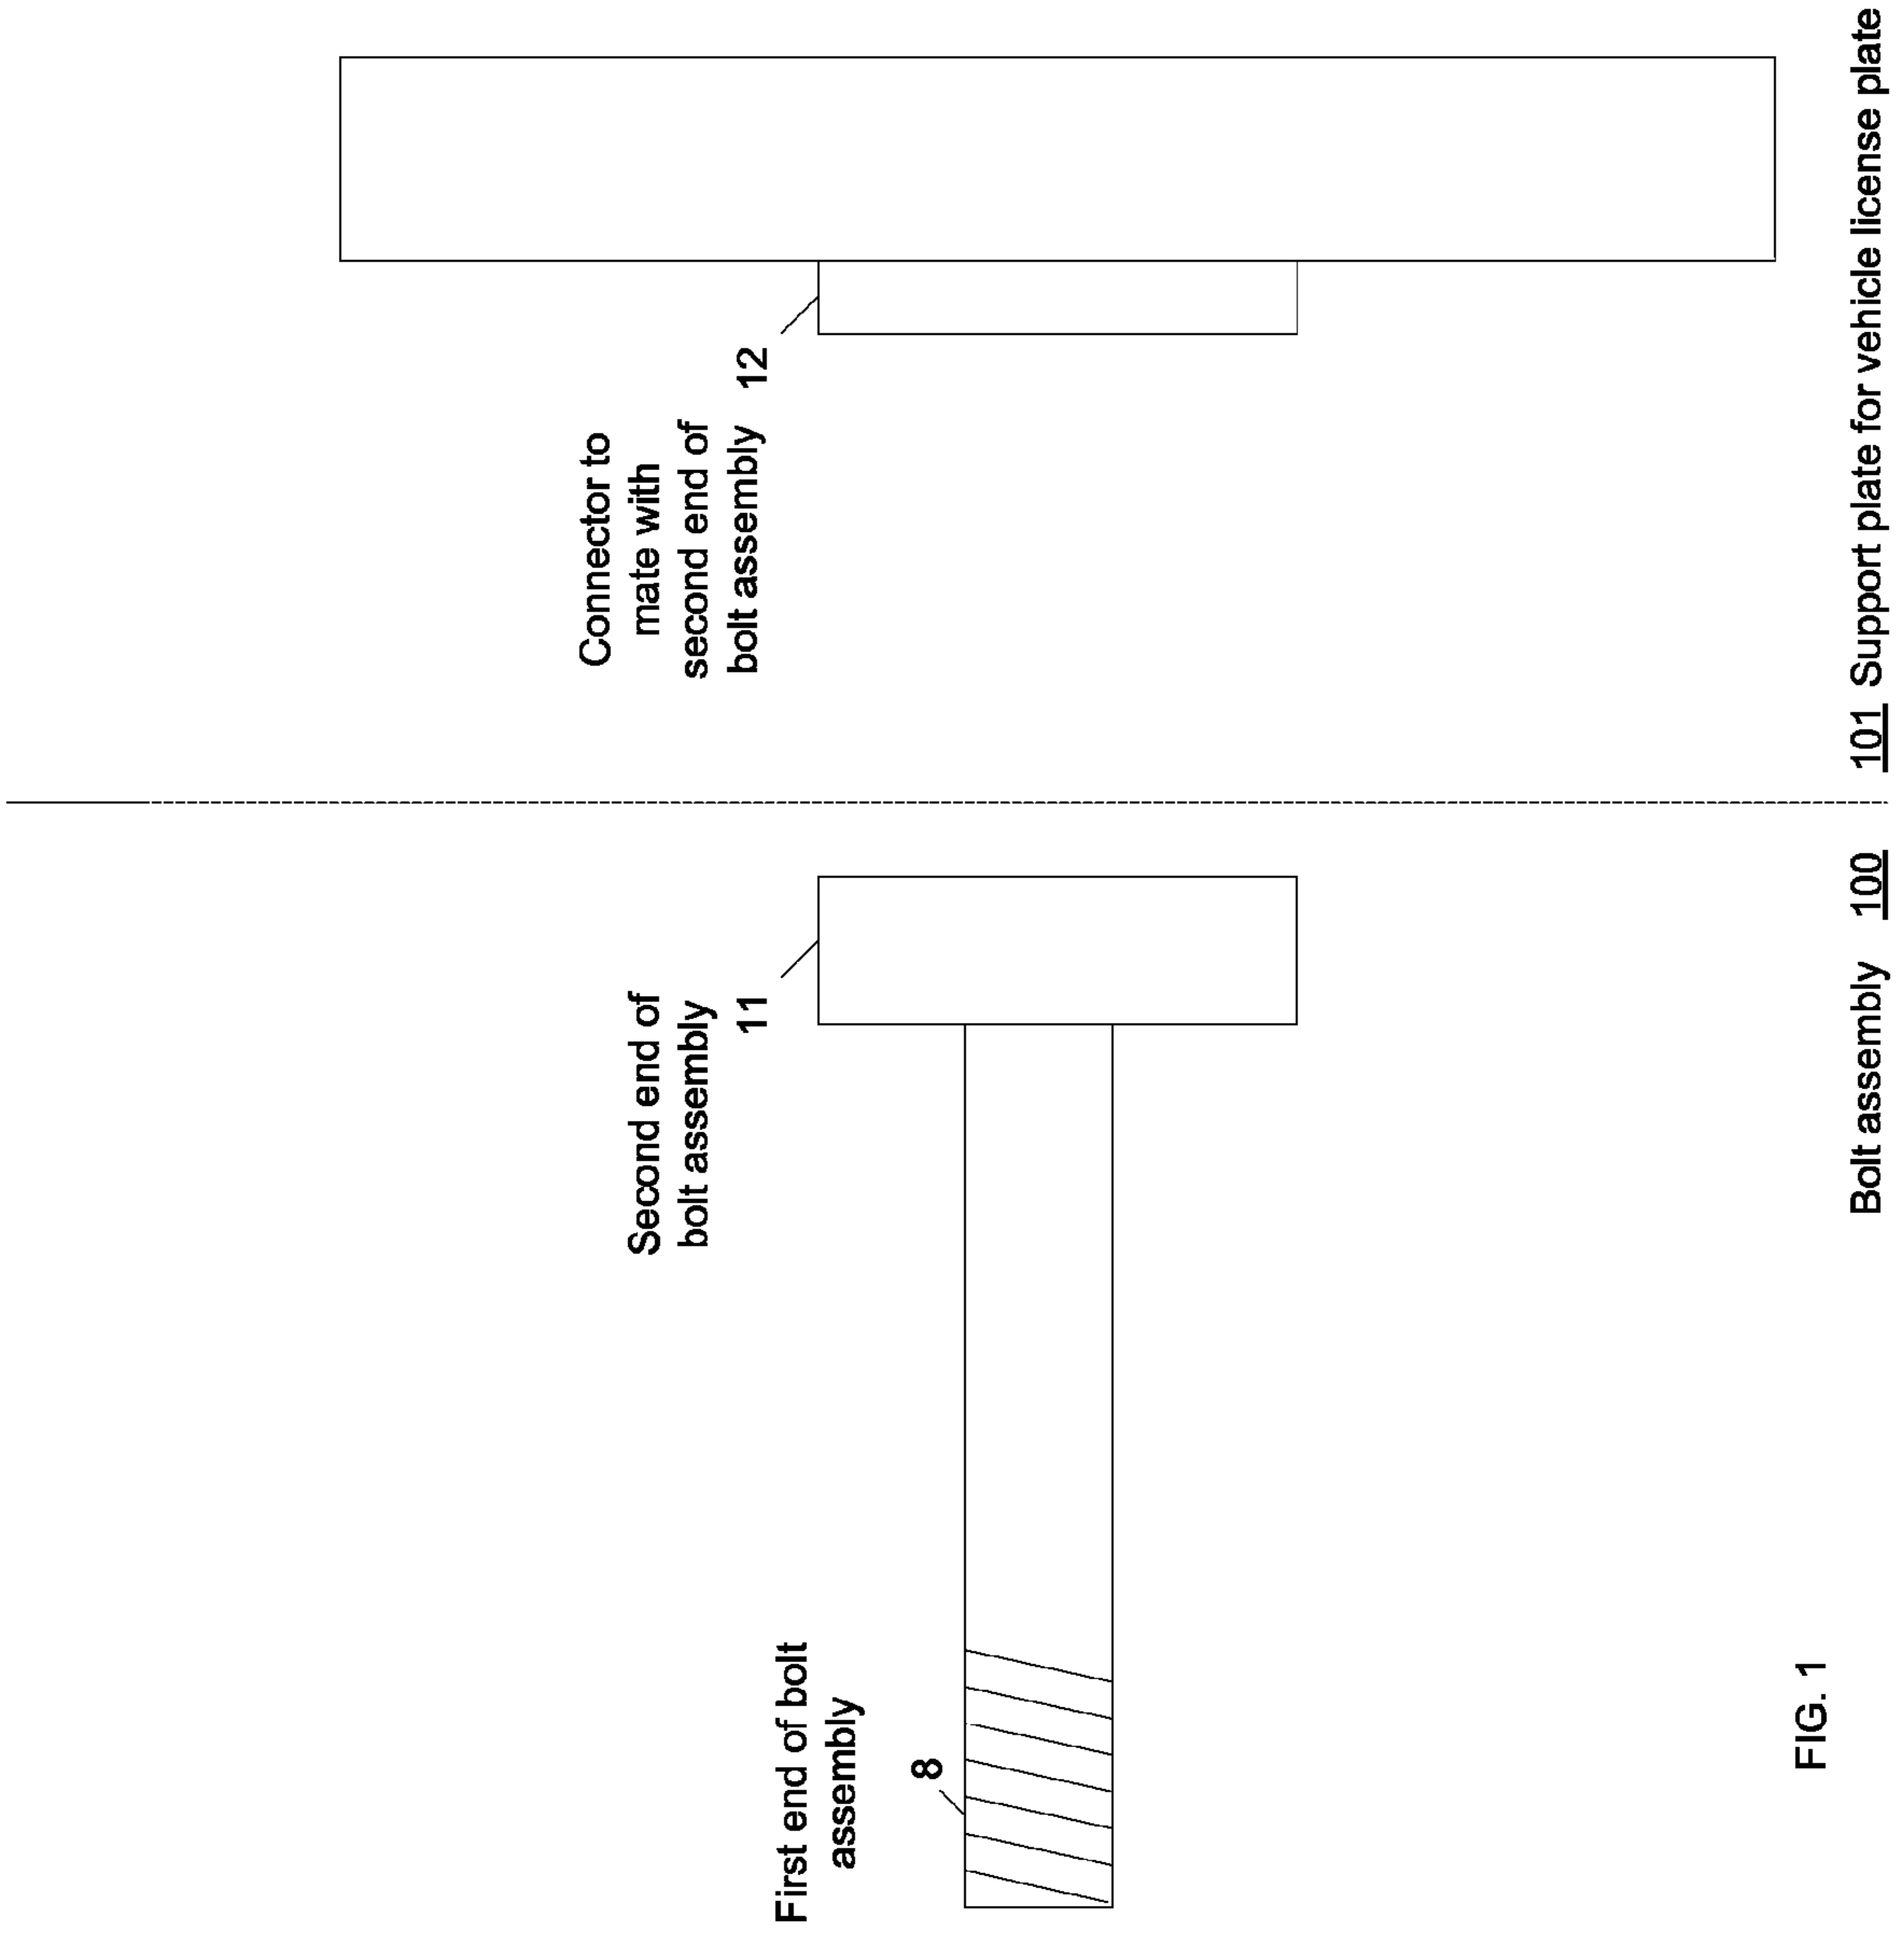 First end of bolt
assembly
8
Second end of
bolt assembly
11
Connector to
mate with
second end of
bolt assembly 12
FIG. 1
Bolt assembly 100
101 Support plate for vehicle license plate